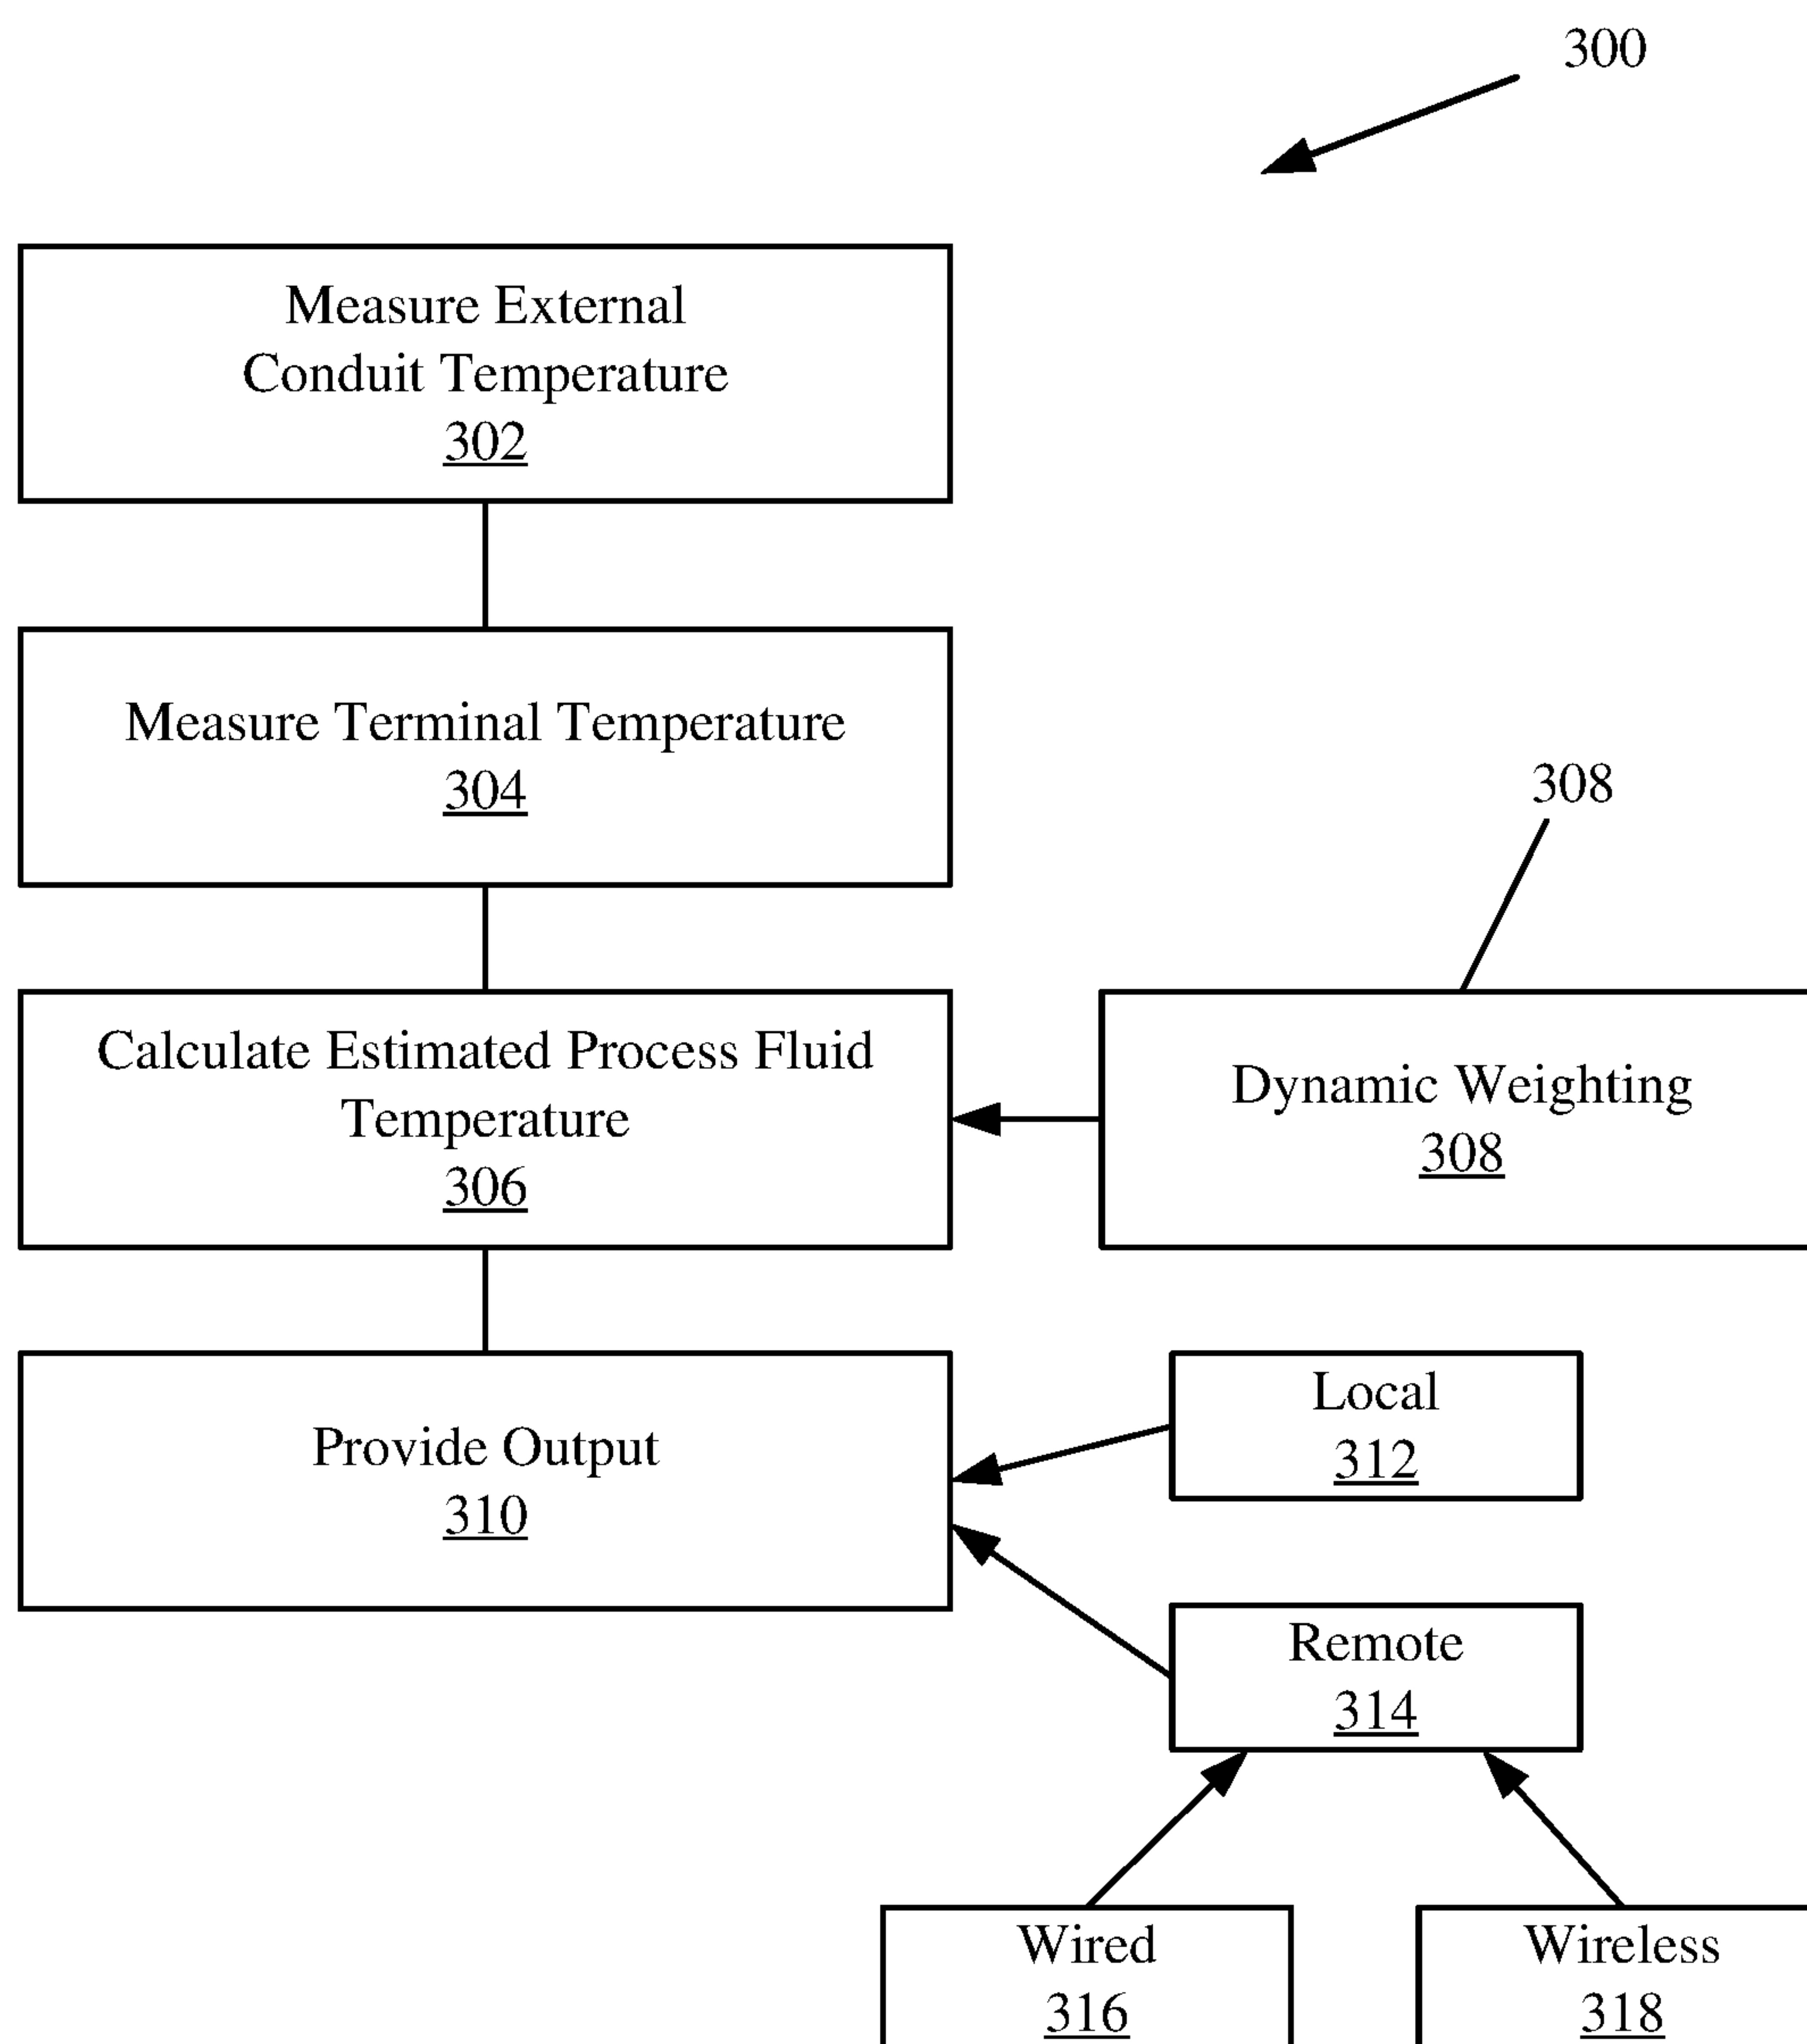 300
Measure External
Conduit Temperature
302
Measure Terminal Temperature
304
308
Calculate Estimated Process Fluid
Temperature
306
Dynamic Weighting
308
Provide Output
310
Local
312
Remote
314
Wired
316
Wireless
318